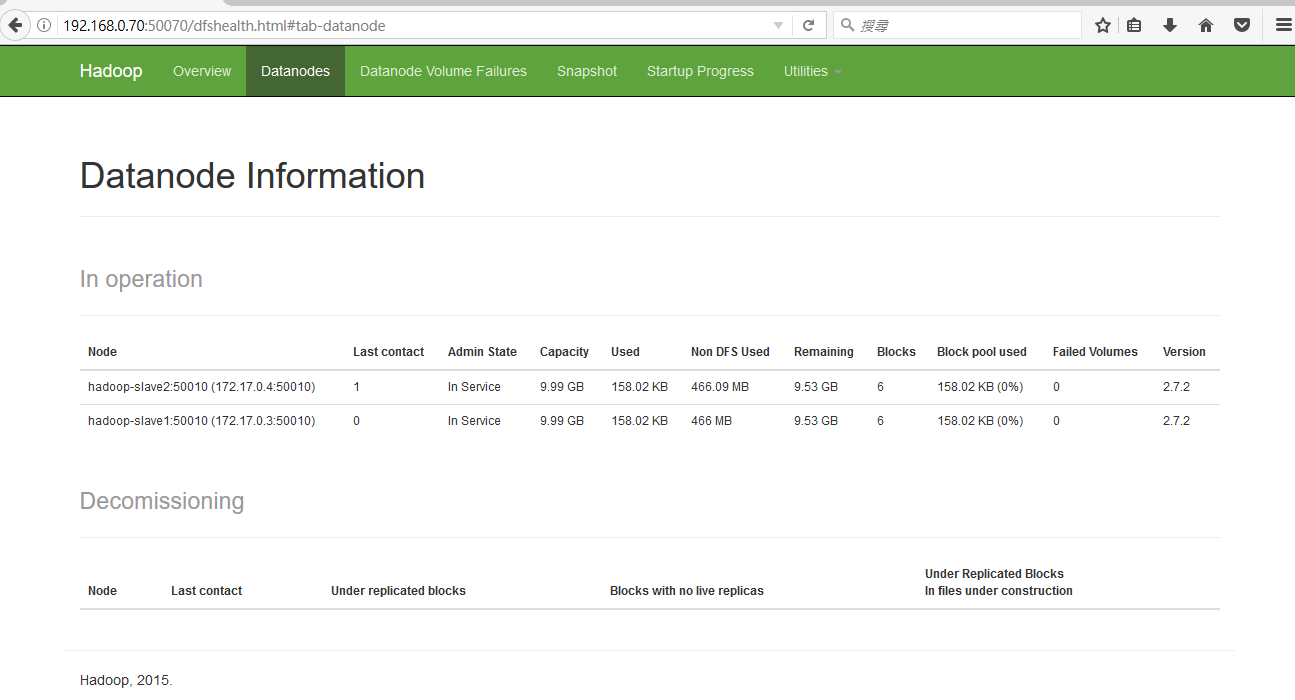 192.168.0.70:50070/dfshealth.html#tab-datanode 搜尋
Hadoop Overview Datanodes Datanode Volume Failures Snapshot Startup Progress Utilities
Datanode Information
In operation
Node Last contact Admin State Capacity Used Non DFS Used Remaining Blocks Block pool used Failed Volumes Version
hadoop-slave2:50010 (172.17.0.4:50010) 1 In Service 9.99 GB 158.02 KB 466.09 MB 9.53 GB 6 158.02 KB (0%) 0 2.7.2
hadoop-slave1:50010 (172.17.0.3:50010) 0 In Service 9.99 GB 158.02 KB 466 MB 9.53 GB 6 158.02 KB (0%) 0 2.7.2
Decomissioning
Node Last contact Under replicated blocks Blocks with no live replicas Under Replicated Blocks
In files under construction
Hadoop, 2015.